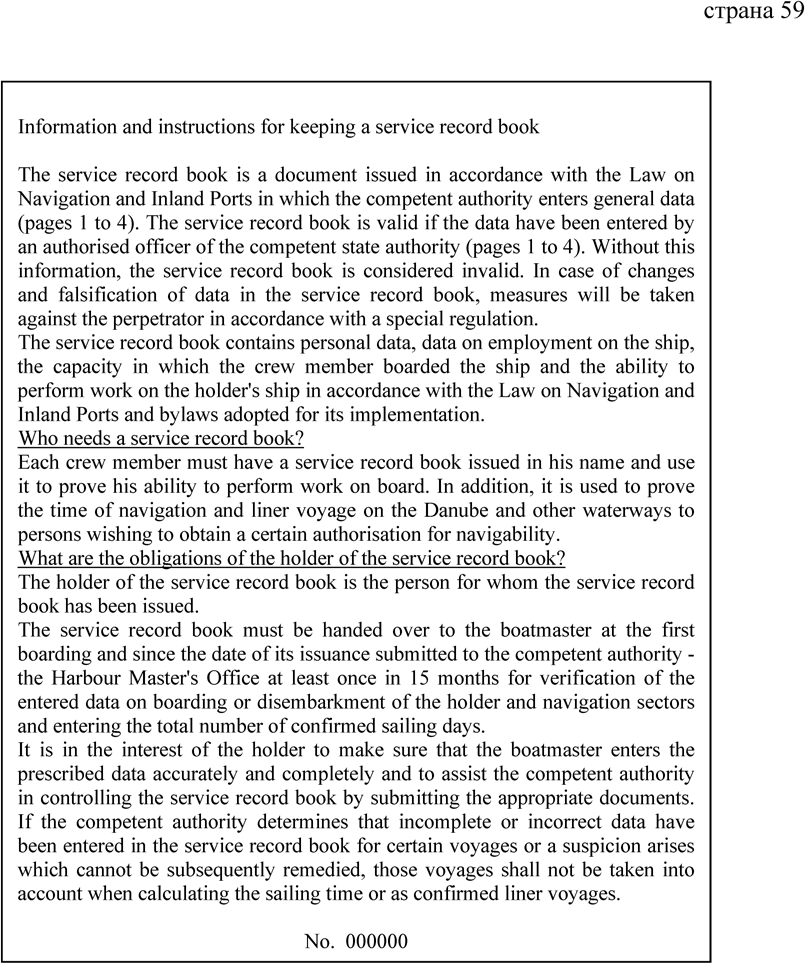 страна 59
Information and instructions for keeping a service record book
The service record book is a document issued in accordance with the Law on
Navigation and Inland Ports in which the competent authority enters general data
(pages 1 to 4). The service record book is valid if the data have been entered by
an authorised officer of the competent state authority (pages 1 to 4). Without this
information, the service record book is considered invalid. In case of changes
and falsification of data in the service record book, measures will be taken
against the perpetrator in accordance with a special regulation.
The service record book contains personal data, data on employment on the ship,
the capacity in which the crew member boarded the ship and the ability to
perform work on the holder's ship in accordance with the Law on Navigation and
Inland Ports and bylaws adopted for its implementation.
Who needs a service record book?
Each crew member must have a service record book issued in his name and use
it to prove his ability to perform work on board. In addition, it is used to prove
the time of navigation and liner voyage on the Danube and other waterways to
persons wishing to obtain a certain authorisation for navigability.
What are the obligations of the holder of the service record book?
The holder of the service record book is the person for whom the service record
book has been issued.
The service record book must be handed over to the boatmaster at the first
boarding and since the date of its issuance submitted to the competent authority -
the Harbour Master's Office at least once in 15 months for verification of the
entered data on boarding or disembarkment of the holder and navigation sectors
and entering the total number of confirmed sailing days.
It is in the interest of the holder to make sure that the boatmaster enters the
prescribed data accurately and completely and to assist the competent authority
in controlling the service record book by submitting the appropriate documents.
If the competent authority determines that incomplete or incorrect data have
been entered in the service record book for certain voyages or a suspicion arises
which cannot be subsequently remedied, those voyages shall not be taken into
account when calculating the sailing time or as confirmed liner voyages.
No. 000000